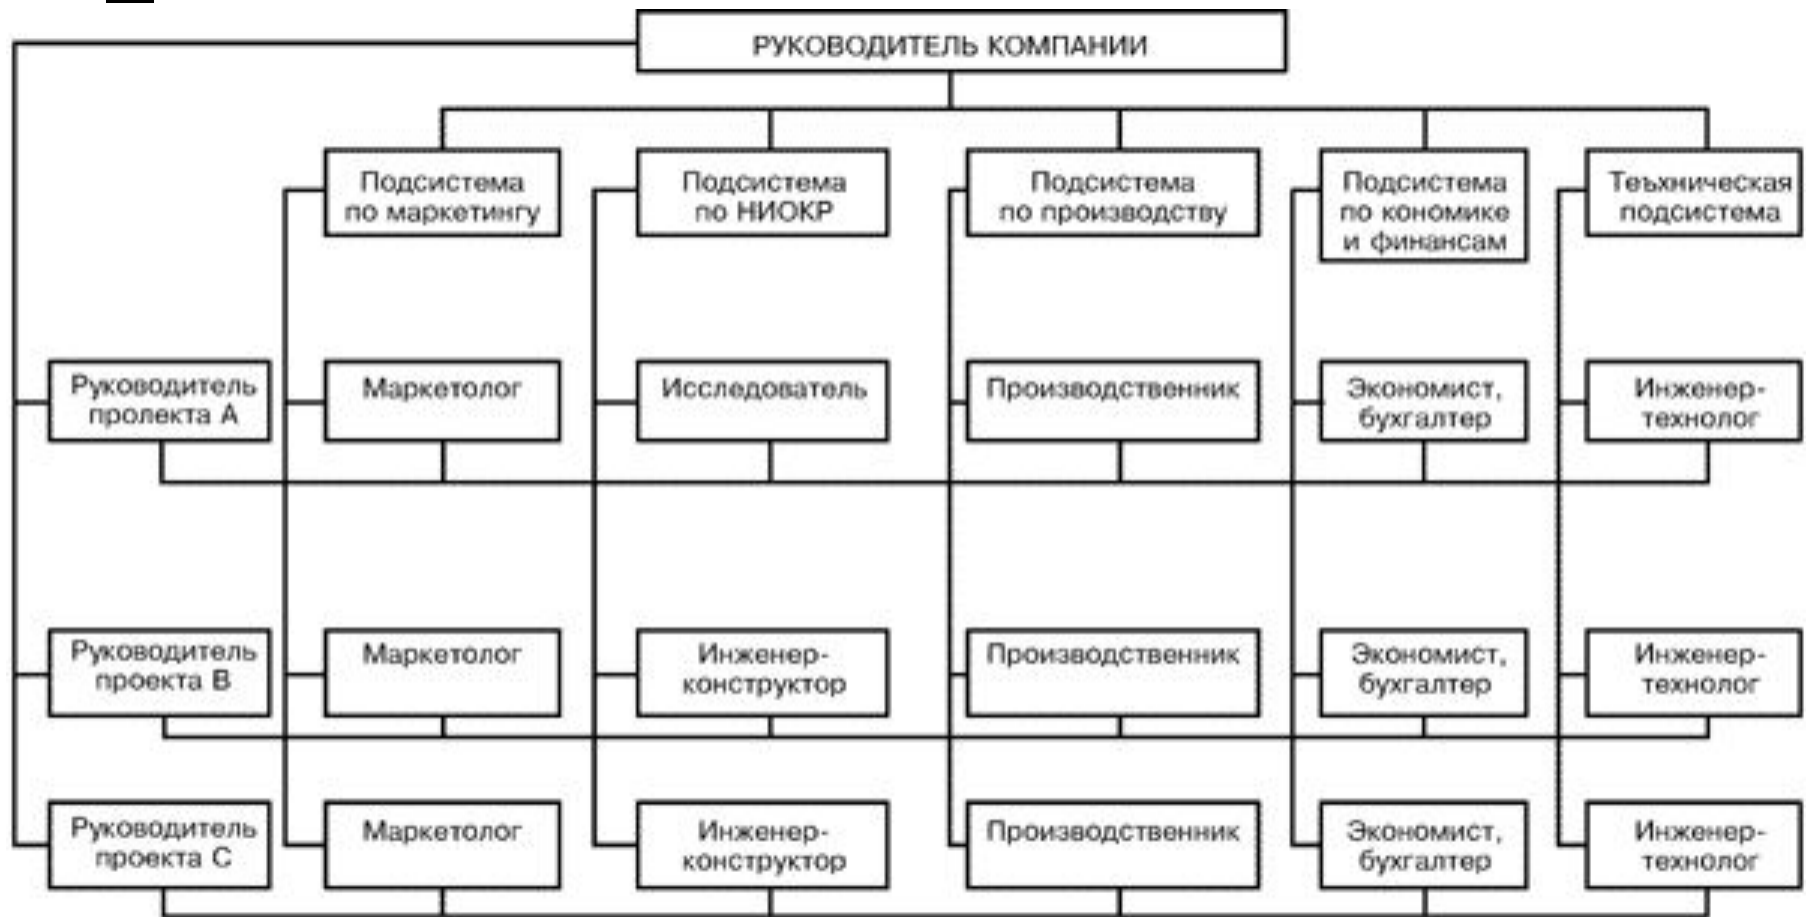 РУКОВОДИТЕЛЬ КОМПАНИИ
Подсистема
по маркетингу
Подсистема
по НИОКР
Подсистема
по производству
Подсистема
по кономике
и финансам
Теъхническая
подсистема
Руководитель
пролекта А
Маркетолог
Исследователь
Производственник
Экономист,
бухгалтер
Инженер-
технолог
Руководитель
проекта В
Маркетолог
Инженер-
конструктор
Производственник
Экономист,
бухгалтер
Инженер-
технолог
Руководитель
проекта С
Маркетолог
Инженер-
конструктор
Производственник
Экономист,
бухгалтер
Инженер-
технолог